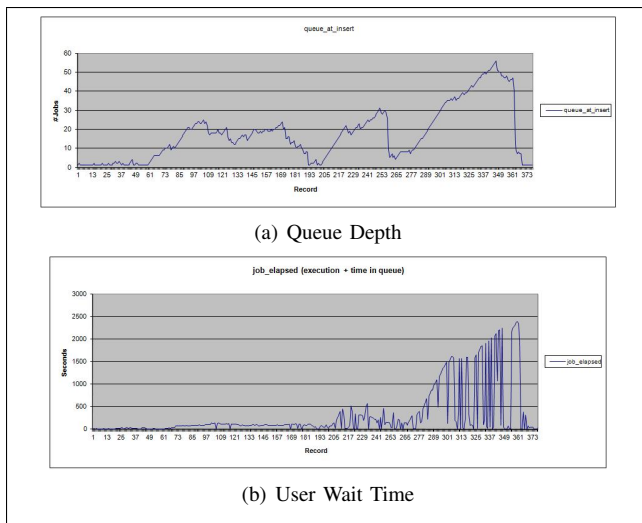 queue_at_insert
60
50
40
30
20
10
0
# Jobs
1 13 25 37 49 61 73 85 97 109 121 133 145 157 169 181 193 205 217 229 241 253 265 277 289 301 313 325 337 349 361 373
Record
queue_at_insert
(a) Queue Depth
job_elapsed (execution + time in queue)
3000
2500
2000
1500
1000
500
0
Seconds
1 13 25 37 49 61 73 85 97 109 121 133 145 157 169 181 193 205 217 229 241 253 265 277 289 301 313 325 337 349 361 373
Record
job_elapsed
(b) User Wait Time